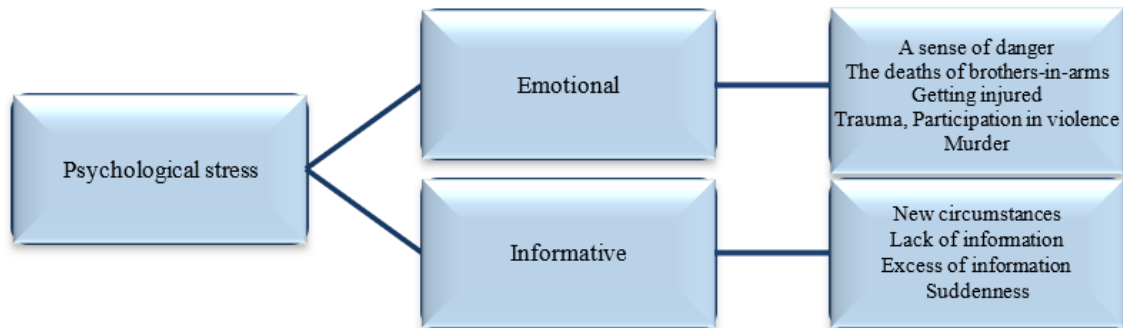 Psychological stress
Emotional
A sense of danger
The deaths of brothers-in-arms
Getting injured
Trauma, Participation in violence
Murder
Informative
New circumstances
Lack of information
Excess of information
Suddenness